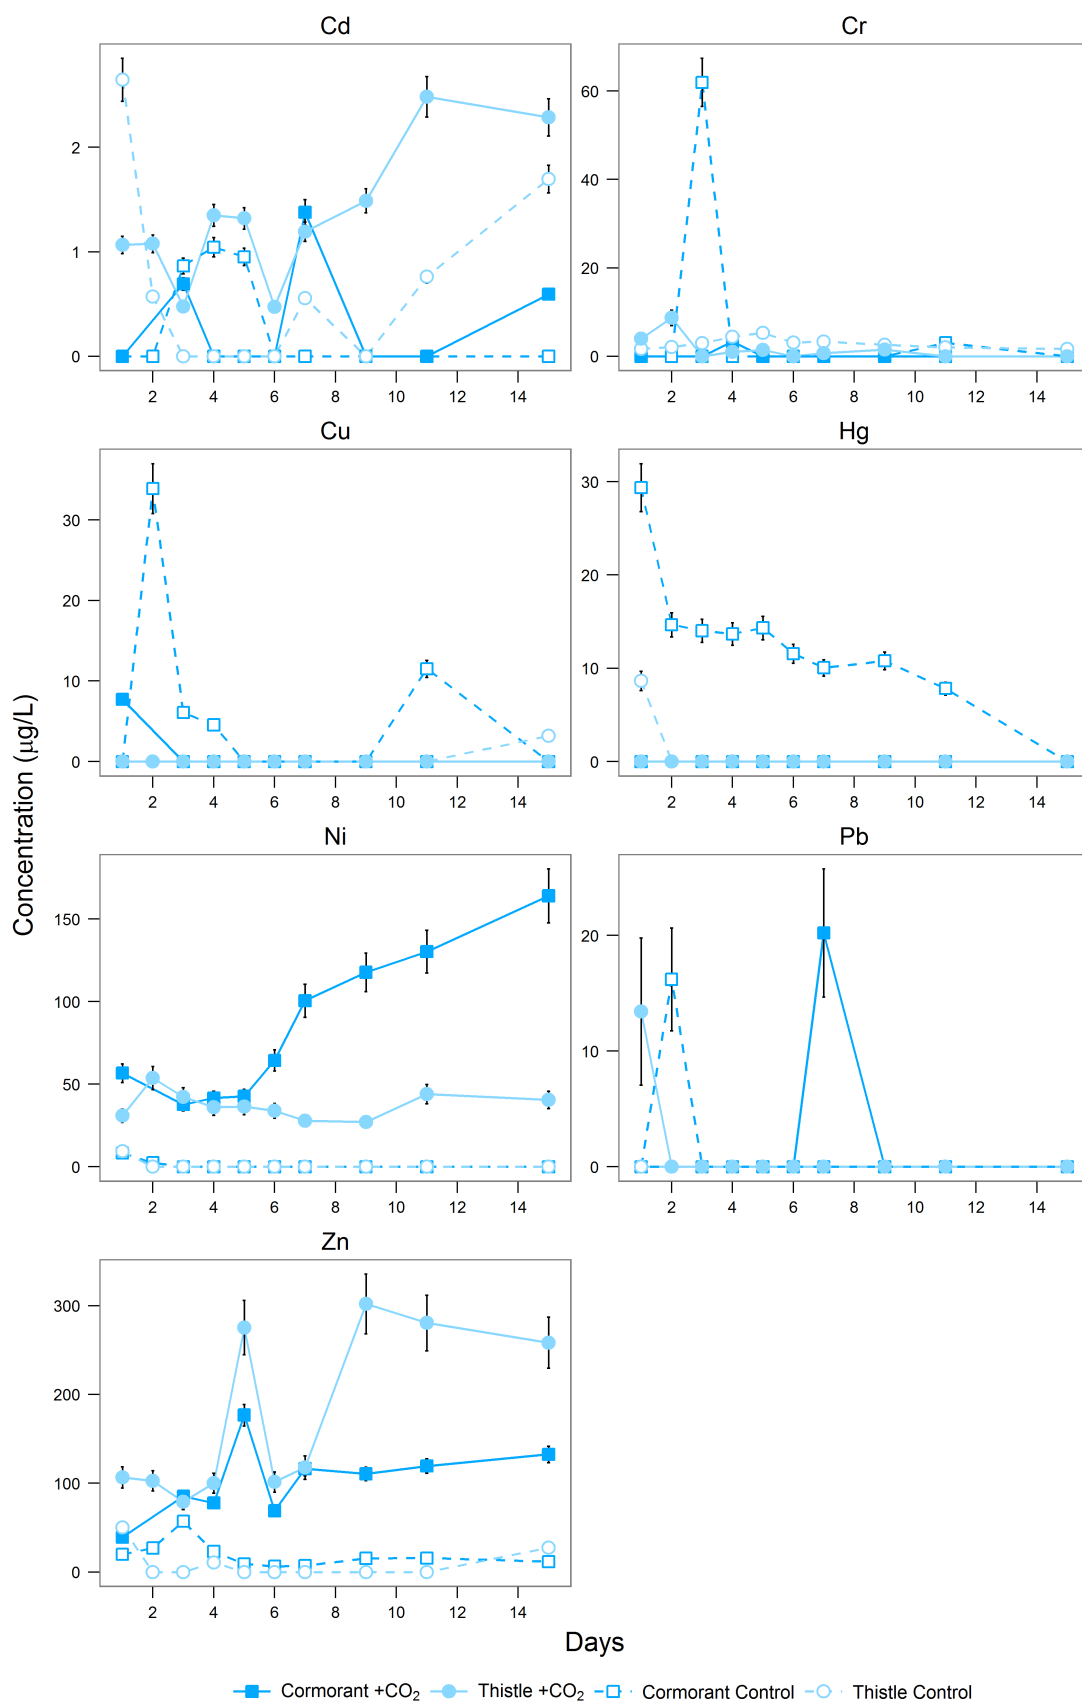 Cd
Cr
2
1
0
2 4 6 8 10 12 14
60
40
20
0
2 4 6 8 10 12 14
Cu
Hg
30
20
10
0
2 4 6 8 10 12 14
30
20
10
0
2 4 6 8 10 12 14
Ni
Pb
150
100
50
0
2 4 6 8 10 12 14
20
10
0
2 4 6 8 10 12 14
Zn
300
200
100
0
2 4 6 8 10 12 14
Concentration (μg/L)
Days
Cormorant +CO₂ Thistle +CO₂ Cormorant Control Thistle Control